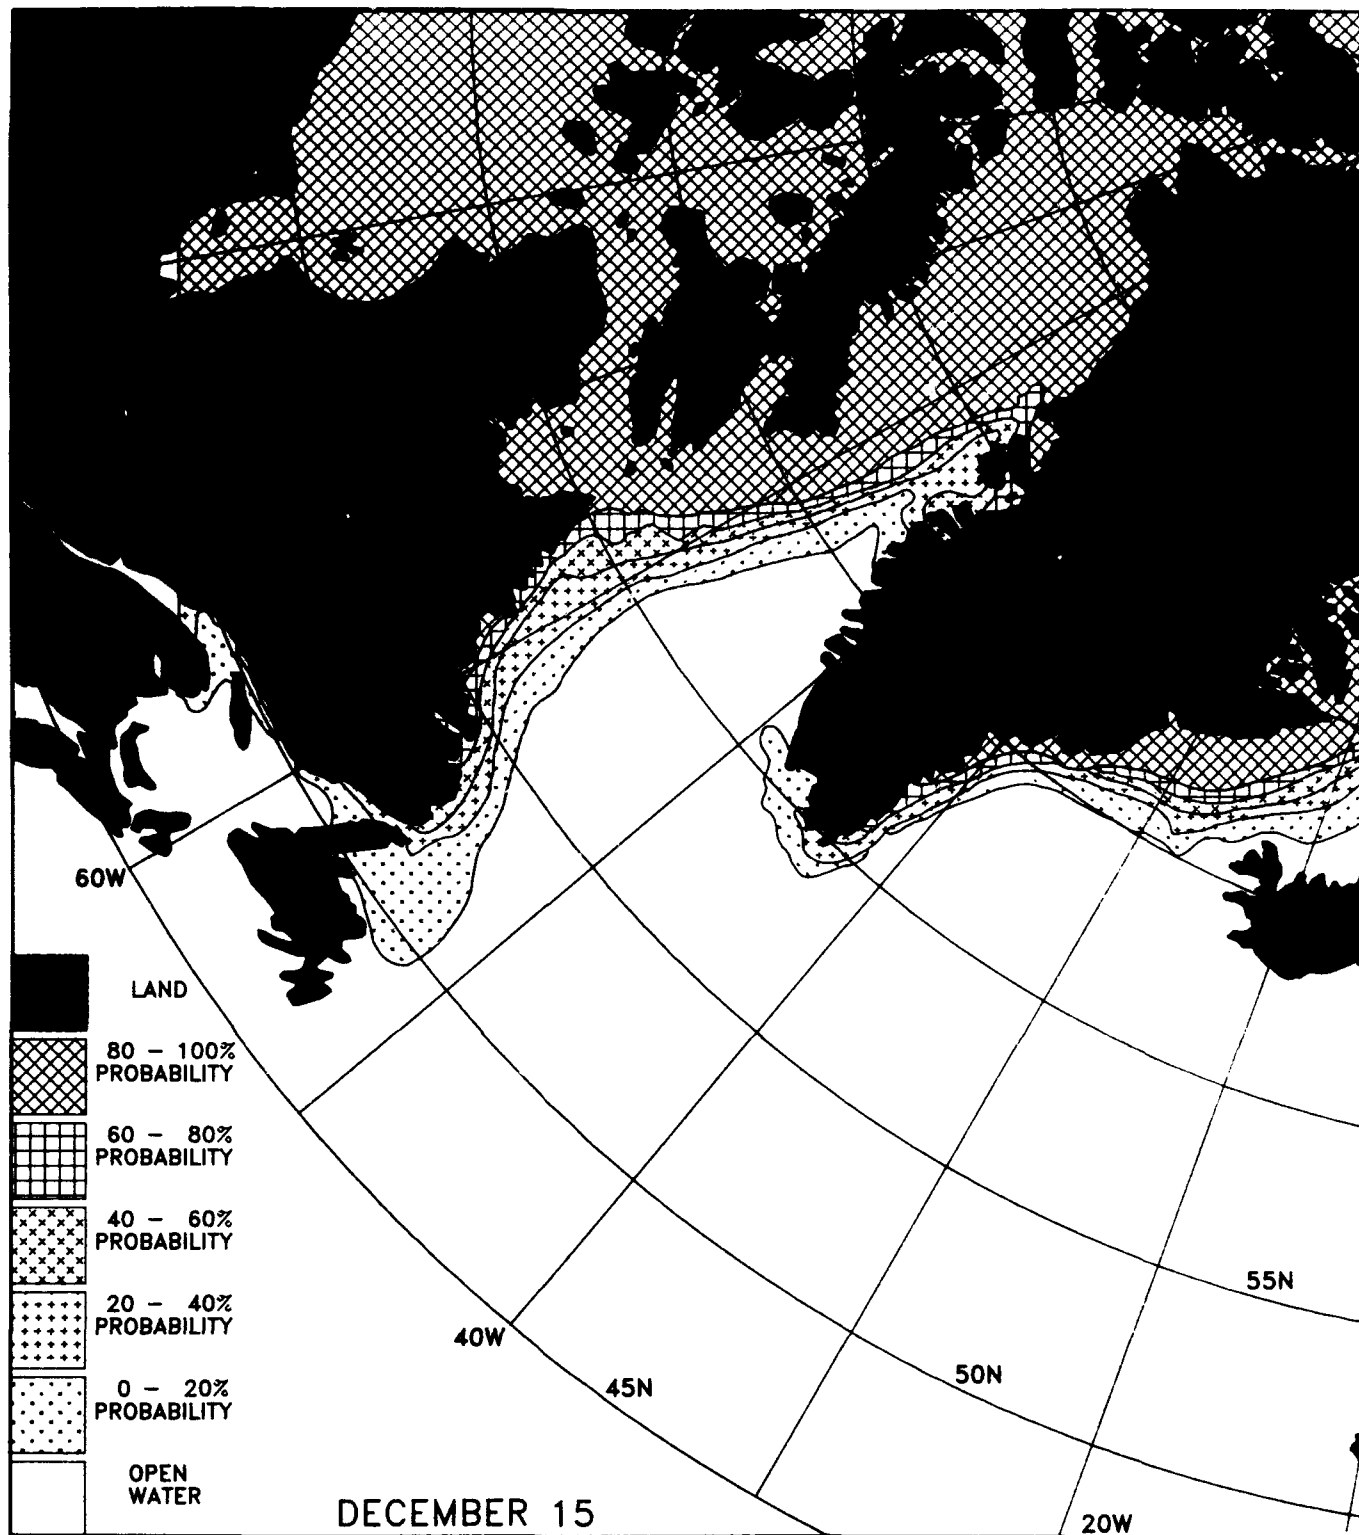 60W
LAND
80 - 100%
PROBABILITY
60 - 80%
PROBABILITY
40 - 60%
PROBABILITY
20 - 40%
PROBABILITY
0 - 20%
PROBABILITY
OPEN
WATER
55N
50N
45N
40W
20W
DECEMBER 15